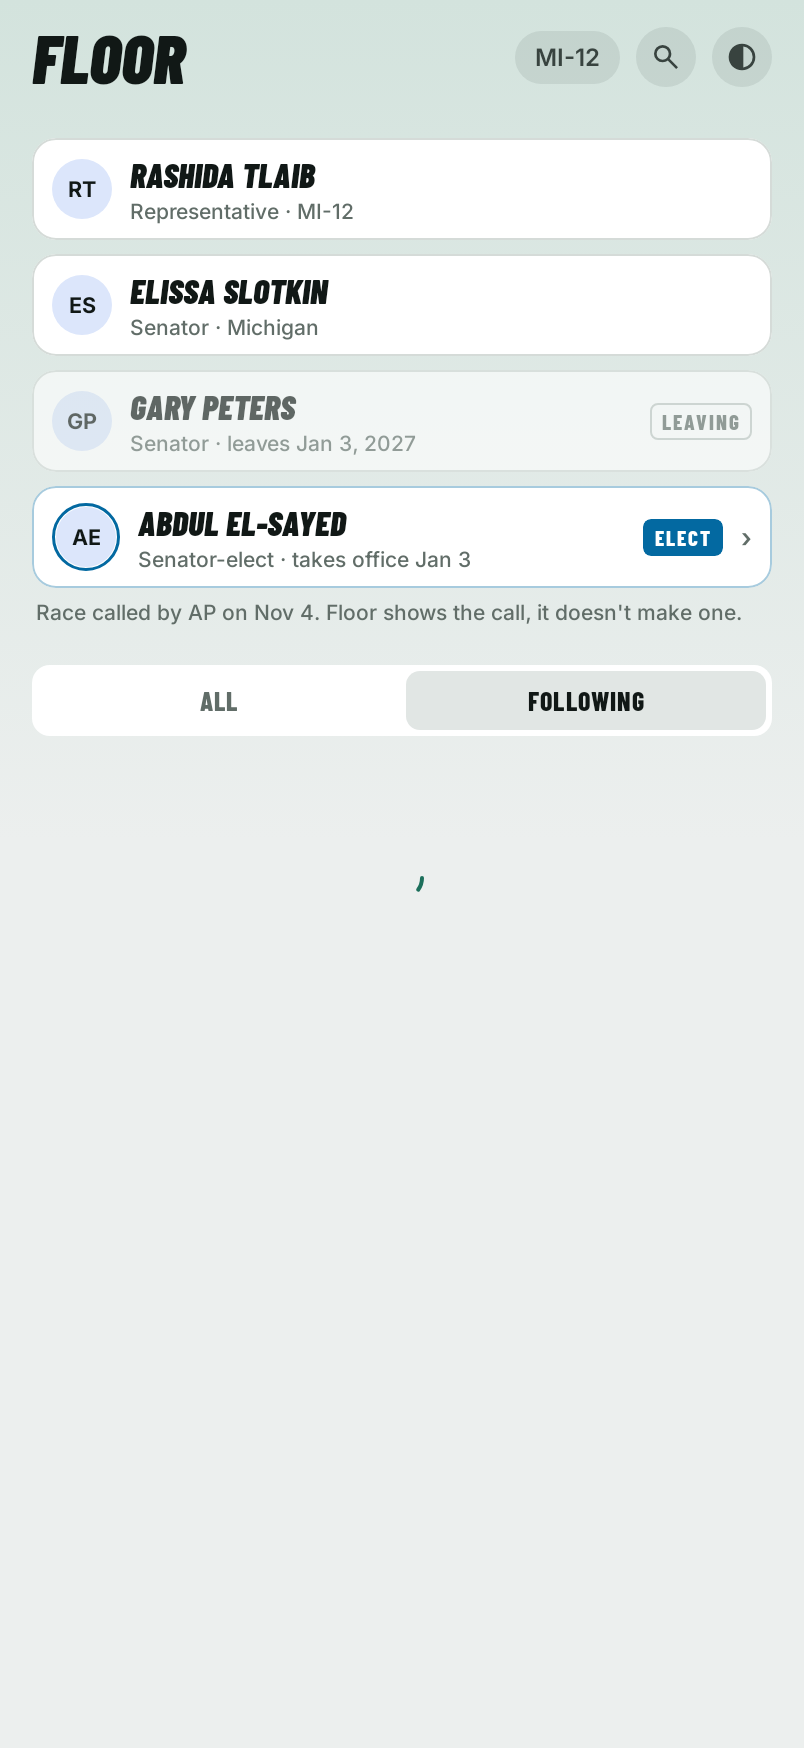 FLOOR
MI-12
RT
RASHIDA TLAIB
Representative · MI-12
ES
ELISSA SLOTKIN
Senator · Michigan
GP
GARY PETERS
Senator · leaves Jan 3, 2027
LEAVING
AE
ABDUL EL-SAYED
Senator-elect · takes office Jan 3
ELECT
Race called by AP on Nov 4. Floor shows the call, it doesn't make one.
ALL
FOLLOWING